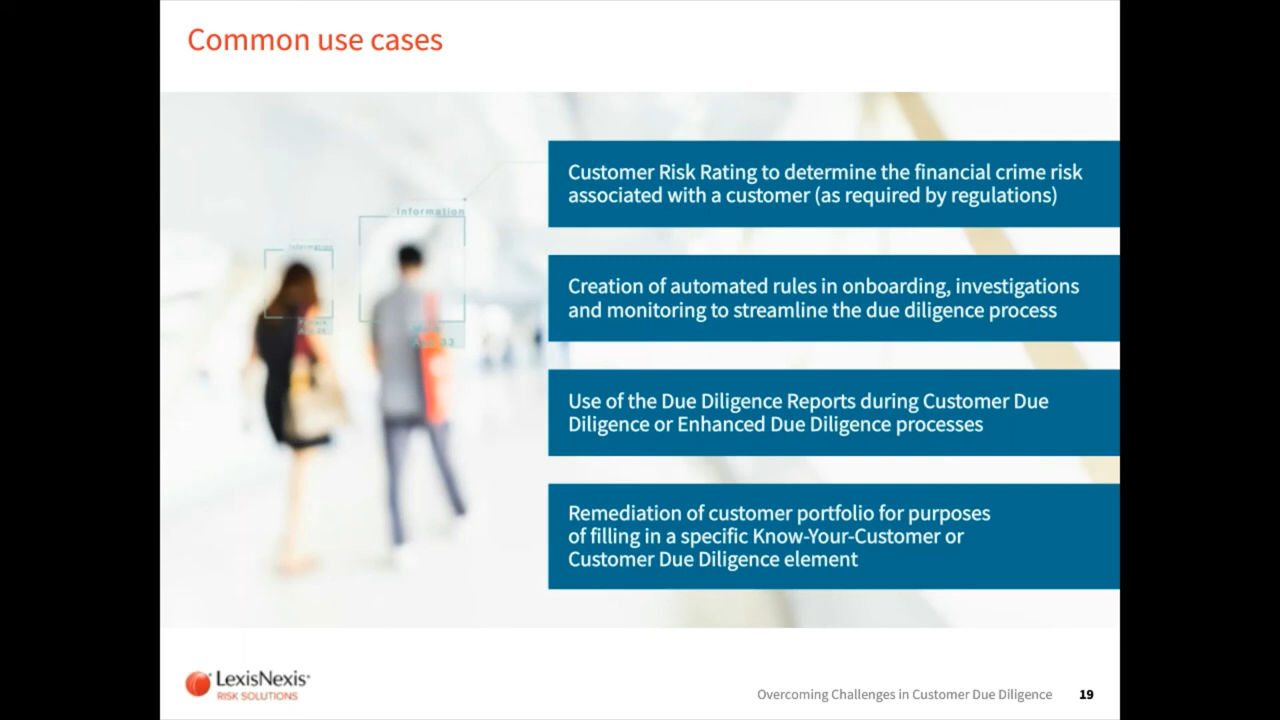 Common use cases
Information
Information
Customer Risk Rating to determine the financial crime risk
associated with a customer (as required by regulations)
Creation of automated rules in onboarding, investigations
and monitoring to streamline the due diligence process
Use of the Due Diligence Reports during Customer Due
Diligence or Enhanced Due Diligence processes
Remediation of customer portfolio for purposes
of filling in a specific Know-Your-Customer or
Customer Due Diligence element
LexisNexis
RISK SOLUTIONS
Overcoming Challenges in Customer Due Diligence 19